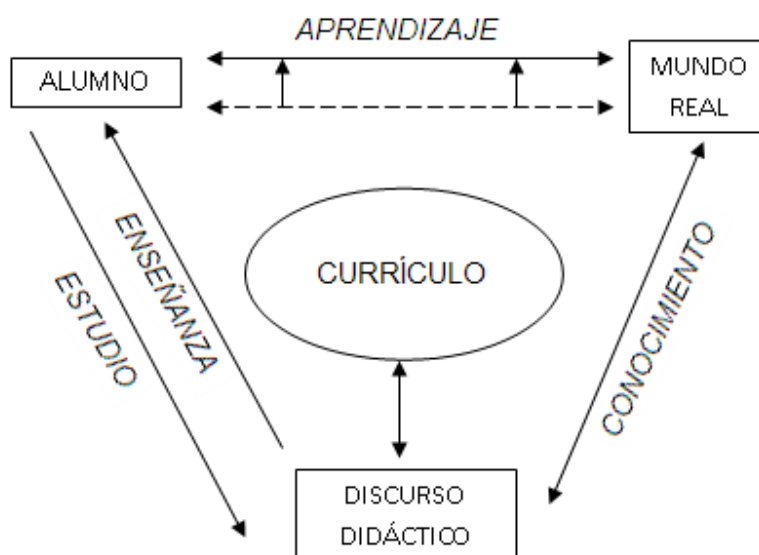 APRENDIZAJE
ALUMNO
MUNDO
REAL
ESTUDIO
ENSEÑANZA
CURRÍCULO
CONOCIMIENTO
DISCURSO
DIDÁCTICO